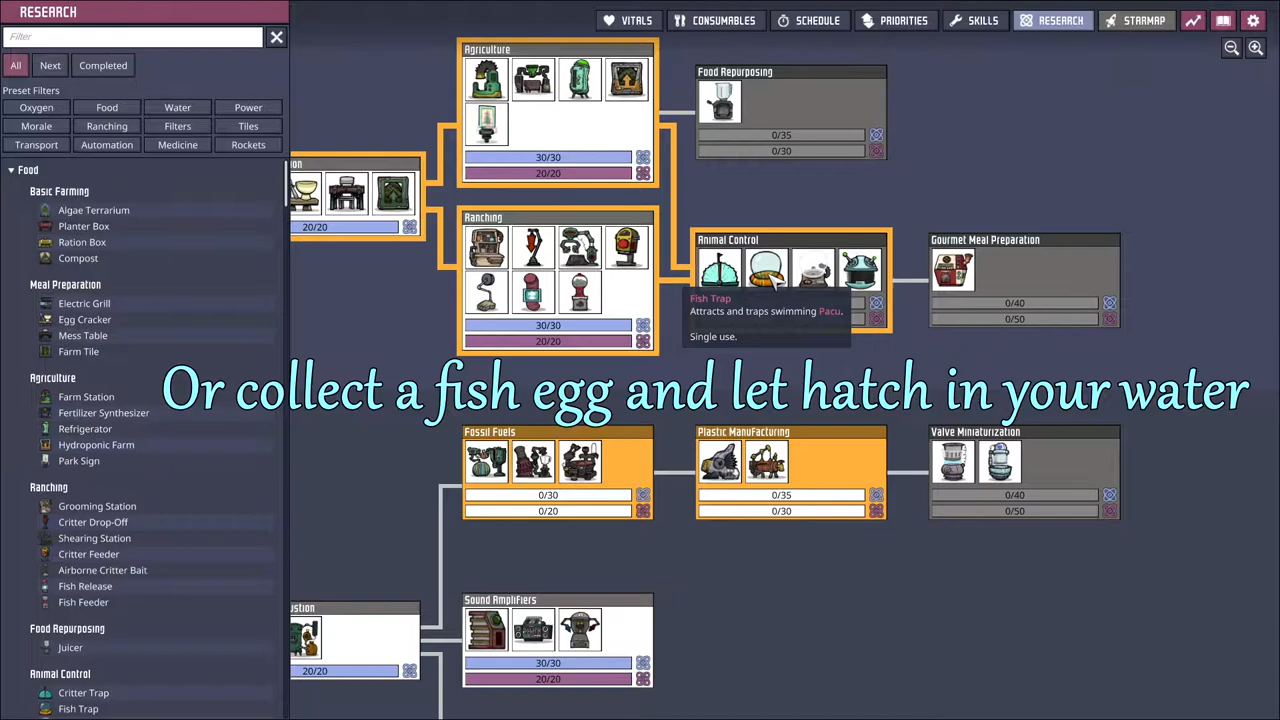 RESEARCH
VITALS
CONSUMABLES
SCHEDULE
PRIORITIES
SKILLS
RESEARCH
STARMAP
Filter
All
Next
Completed
Preset Filters
Oxygen
Food
Water
Power
Morale
Ranching
Filters
Tiles
Transport
Automation
Medicine
Rockets
Food
Basic Farming
Algae Terrarium
Planter Box
Ration Box
Compost
Meal Preparation
Electric Grill
Egg Cracker
Mess Table
Farm Tile
Agriculture
Farm Station
Fertilizer Synthesizer
Refrigerator
Hydroponic Farm
Park Sign
Ranching
Grooming Station
Critter Drop-Off
Shearing Station
Critter Feeder
Airborne Critter Bait
Fish Release
Fish Feeder
Food Repurposing
Juicer
Animal Control
Critter Trap
Fish Trap
ion
20/20
Agriculture
30/30
20/20
Food Repurposing
0/35
0/30
Ranching
30/30
20/20
Animal Control
Fish Trap
Attracts and traps swimming Pacu.
Single use.
Gourmet Meal Preparation
0/40
0/50
Or collect a fish egg and let hatch in your water
Fossil Fuels
0/30
0/20
Plastic Manufacturing
0/35
0/30
Valve Miniaturization
0/40
0/50
ustion
20/20
Sound Amplifiers
30/30
20/20